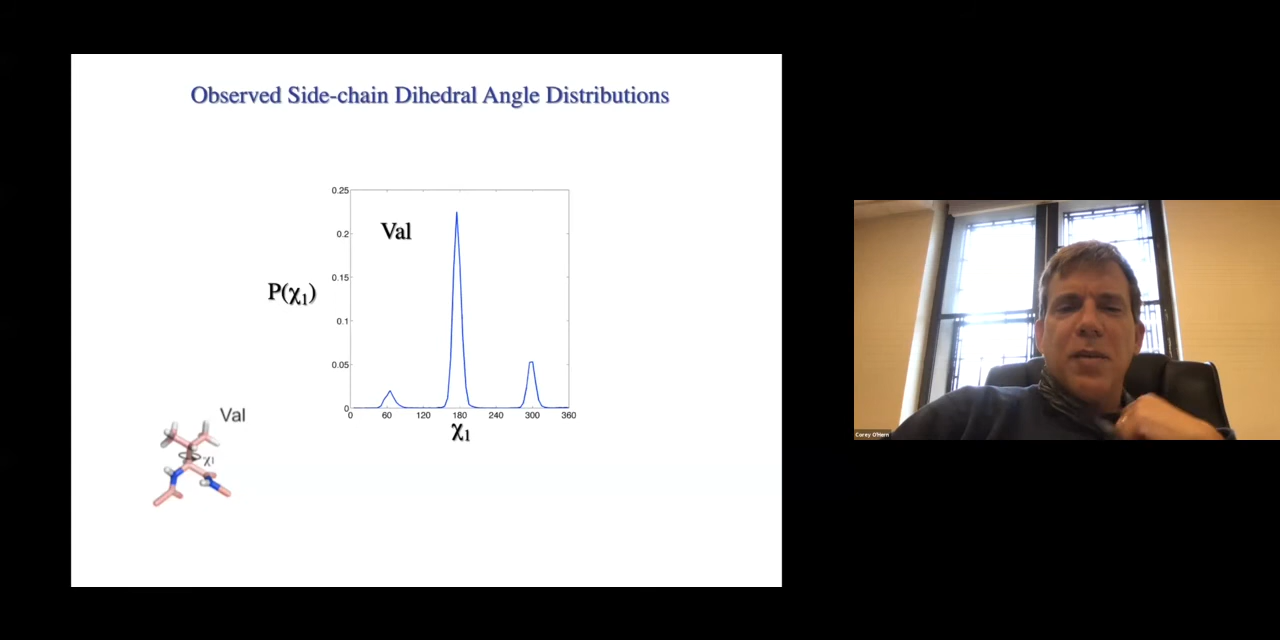 Observed Side-chain Dihedral Angle Distributions
0.25
0.2
0.15
0.1
0.05
0
Val
P(χ1)
0 60 120 180 240 300 360
χ1
Val
χ1
Corey O'Hern